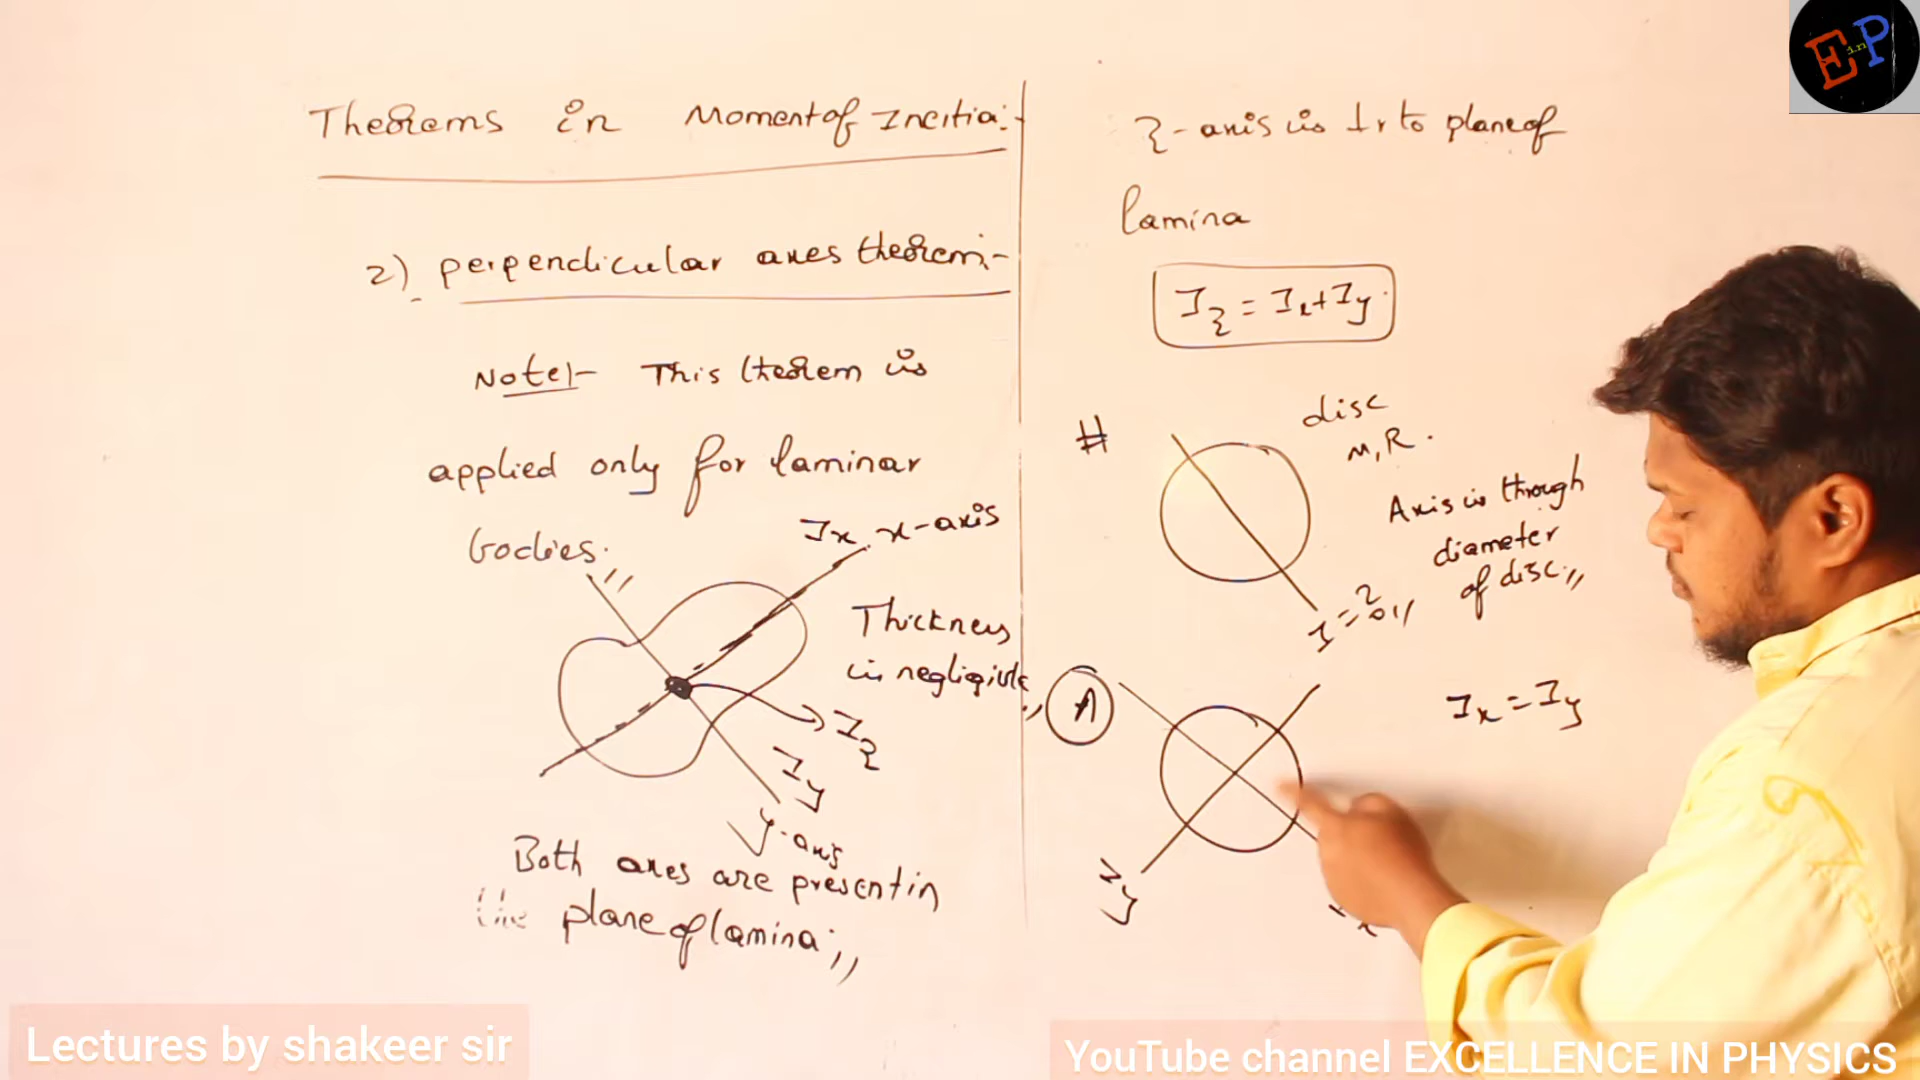 Theorems in Moment of Inertia:-
2) perpendicular axes theorem:-
Note:- This theorem is
applied only for laminar
bodies.
Ix x-axis
Thickness
is negligible
Iz
Iy
y-axis
Both axes are present in
the plane of lamina.
z-axis is ⊥r to plane of
lamina
Iz = Ix+Iy
#
disc
M, R.
Axis is through
diameter
of disc.
I = ?
A
Ix = Iy
Iy
E in P
Lectures by shakeer sir
YouTube channel EXCELLENCE IN PHYSICS